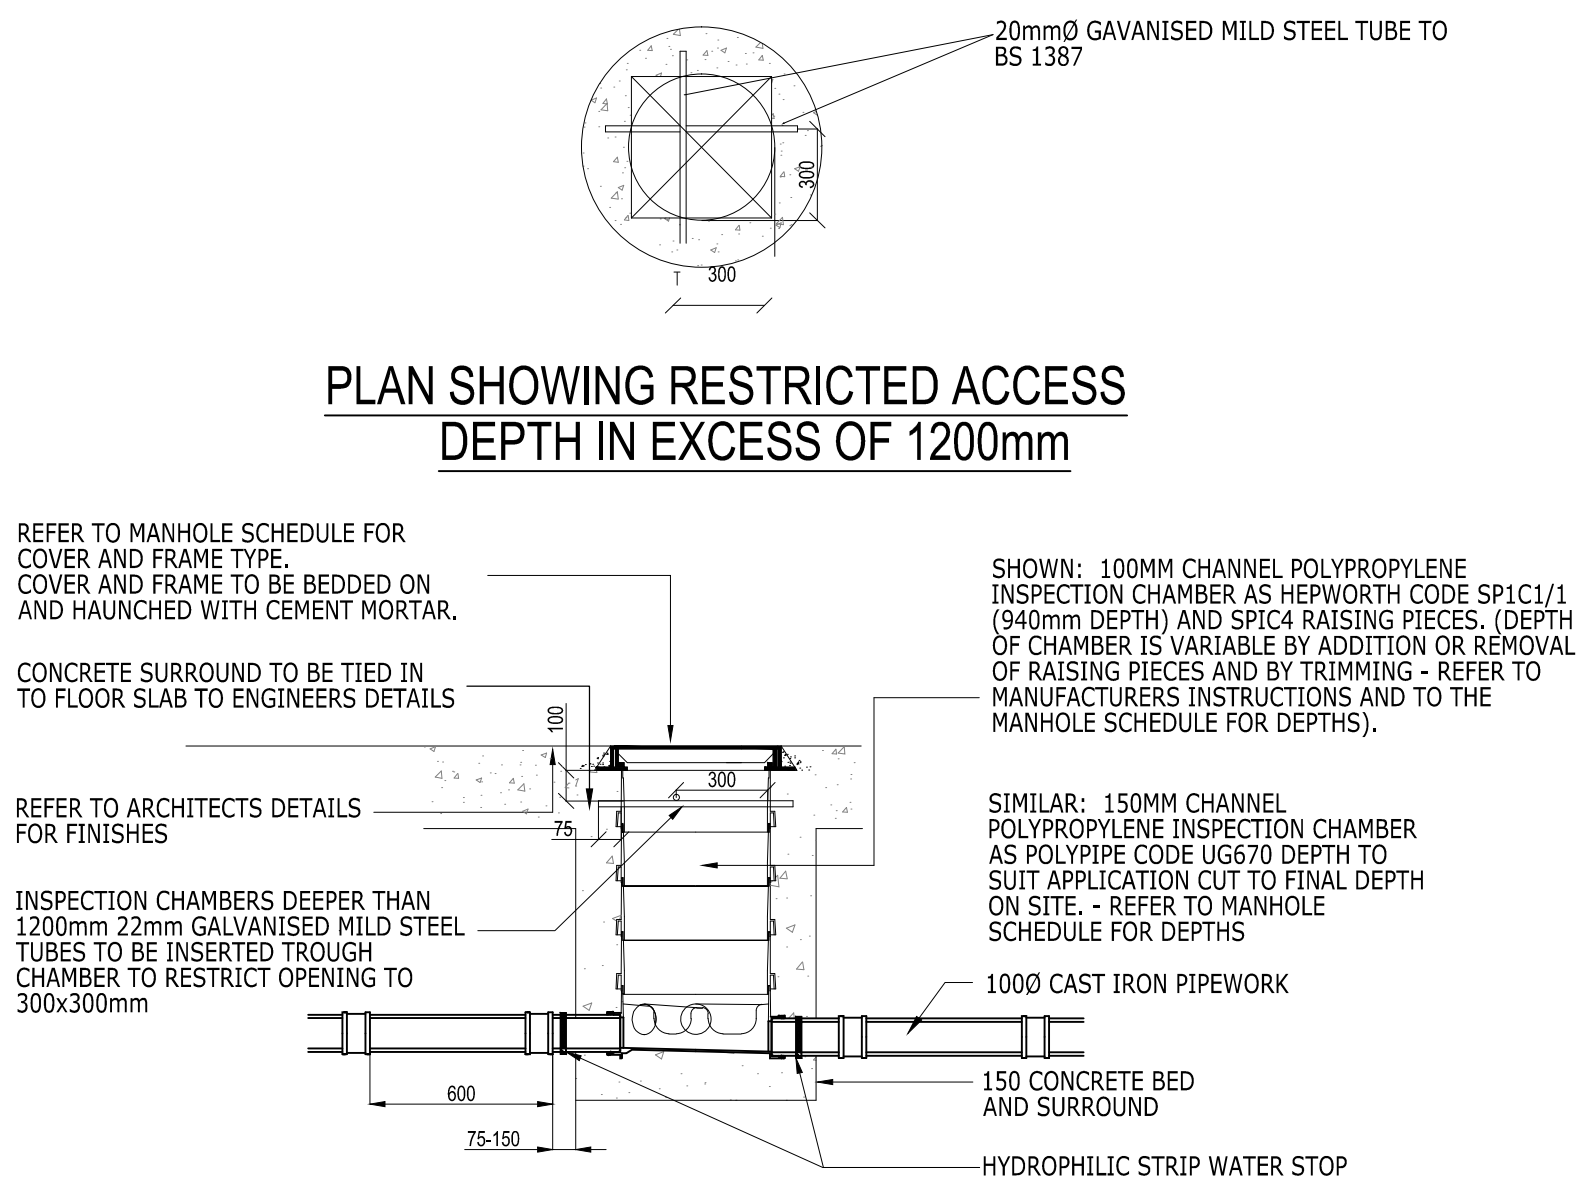 20mmØ GAVANISED MILD STEEL TUBE TO
BS 1387
300
T
300
PLAN SHOWING RESTRICTED ACCESS
DEPTH IN EXCESS OF 1200mm
REFER TO MANHOLE SCHEDULE FOR
COVER AND FRAME TYPE.
COVER AND FRAME TO BE BEDDED ON
AND HAUNCHED WITH CEMENT MORTAR.
CONCRETE SURROUND TO BE TIED IN
TO FLOOR SLAB TO ENGINEERS DETAILS
100
REFER TO ARCHITECTS DETAILS
FOR FINISHES
300
75
INSPECTION CHAMBERS DEEPER THAN
1200mm 22mm GALVANISED MILD STEEL
TUBES TO BE INSERTED TROUGH
CHAMBER TO RESTRICT OPENING TO
300x300mm
600
75-150
SHOWN: 100MM CHANNEL POLYPROPYLENE
INSPECTION CHAMBER AS HEPWORTH CODE SP1C1/1
(940mm DEPTH) AND SPIC4 RAISING PIECES. (DEPTH
OF CHAMBER IS VARIABLE BY ADDITION OR REMOVAL
OF RAISING PIECES AND BY TRIMMING - REFER TO
MANUFACTURERS INSTRUCTIONS AND TO THE
MANHOLE SCHEDULE FOR DEPTHS).
SIMILAR: 150MM CHANNEL
POLYPROPYLENE INSPECTION CHAMBER
AS POLYPIPE CODE UG670 DEPTH TO
SUIT APPLICATION CUT TO FINAL DEPTH
ON SITE. - REFER TO MANHOLE
SCHEDULE FOR DEPTHS
100Ø CAST IRON PIPEWORK
150 CONCRETE BED
AND SURROUND
HYDROPHILIC STRIP WATER STOP